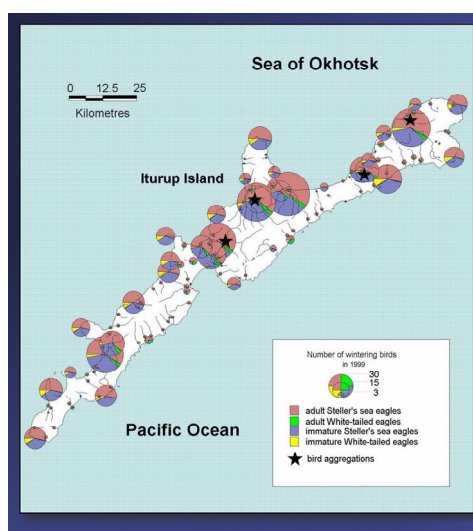 Sea of Okhotsk
0 12.5 25
Kilometres
Iturup Island
Number of wintering birds
in 1999
30
15
3
adult Steller's sea eagles
adult White-tailed eagles
immature Steller's sea eagles
immature White-tailed eagles
bird aggregations
Pacific Ocean